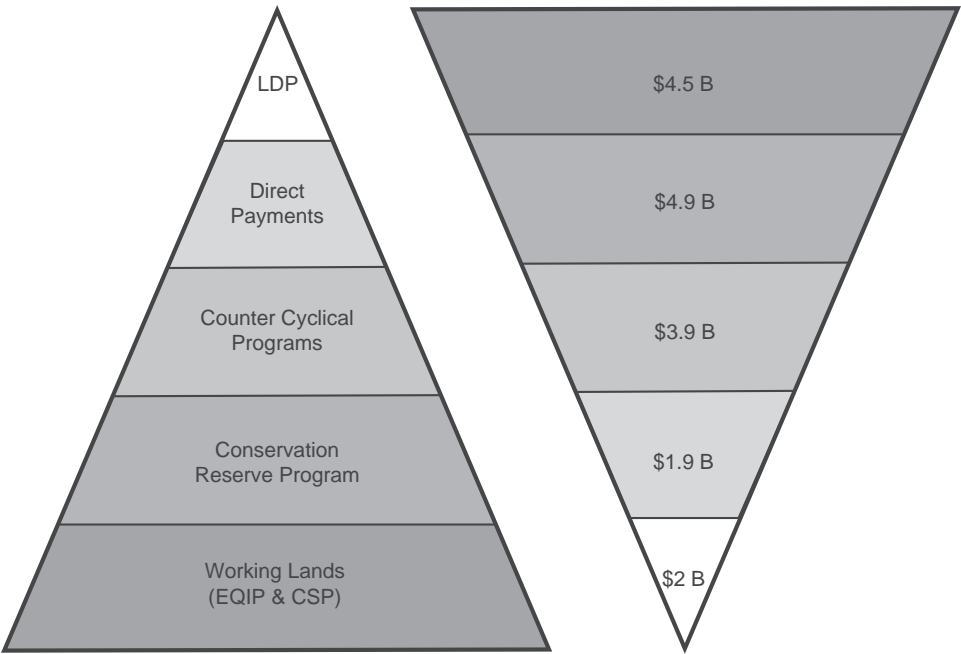 LDP
Direct
Payments
Counter Cyclical
Programs
Conservation
Reserve Program
Working Lands
(EQIP & CSP)
$4.5 B
$4.9 B
$3.9 B
$1.9 B
$2 B